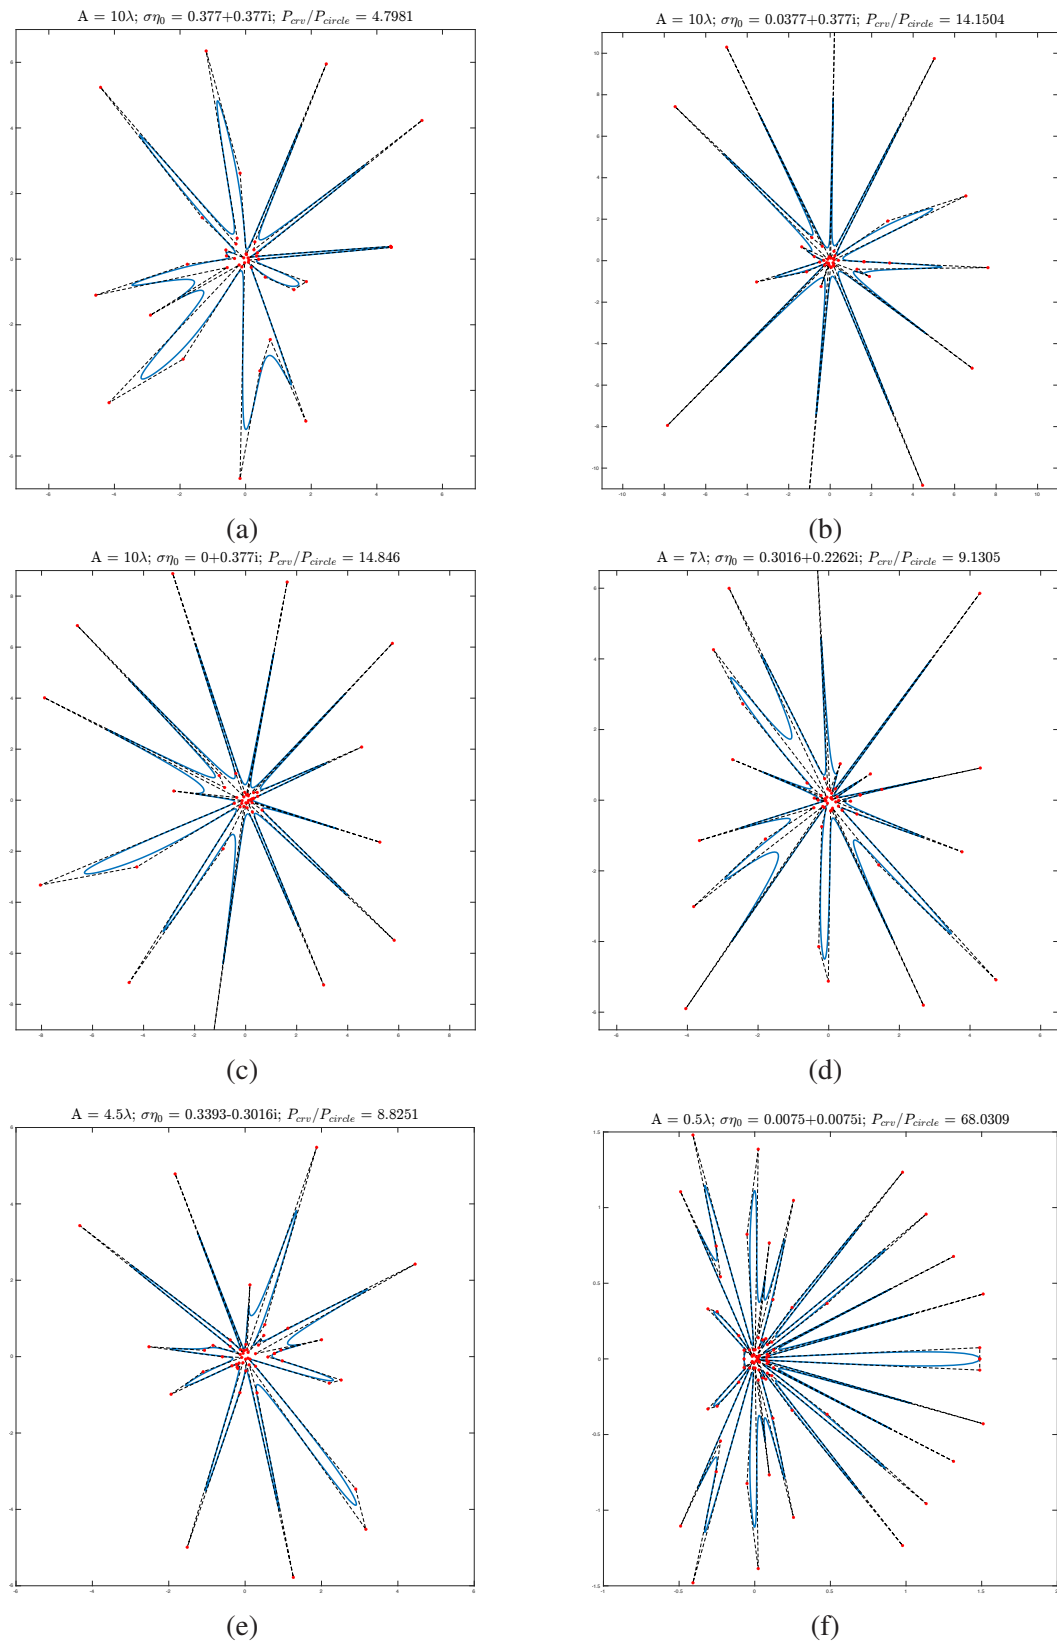 A = 10λ; ση₀ = 0.377+0.377i; P_crv/P_circle = 4.7981
(a)
A = 10λ; ση₀ = 0.0377+0.377i; P_crv/P_circle = 14.1504
(b)
A = 10λ; ση₀ = 0+0.377i; P_crv/P_circle = 14.846
(c)
A = 7λ; ση₀ = 0.3016+0.2262i; P_crv/P_circle = 9.1305
(d)
A = 4.5λ; ση₀ = 0.3393-0.3016i; P_crv/P_circle = 8.8251
(e)
A = 0.5λ; ση₀ = 0.0075+0.0075i; P_crv/P_circle = 68.0309
(f)